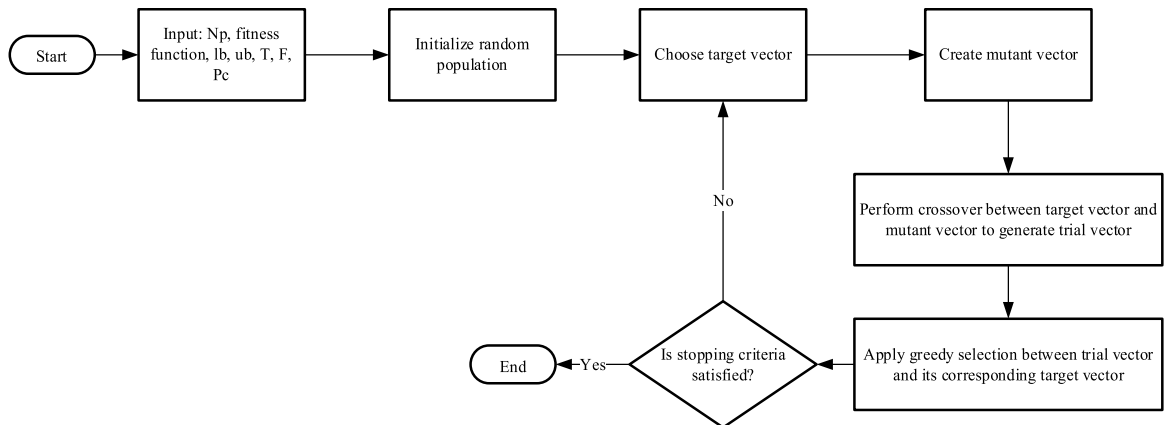 Start
Input: Np, fitness
function, lb, ub, T, F,
Pc
Initialize random
population
Choose target vector
Create mutant vector
Perform crossover between target vector and
mutant vector to generate trial vector
Apply greedy selection between trial vector
and its corresponding target vector
Is stopping criteria
satisfied?
No
Yes
End